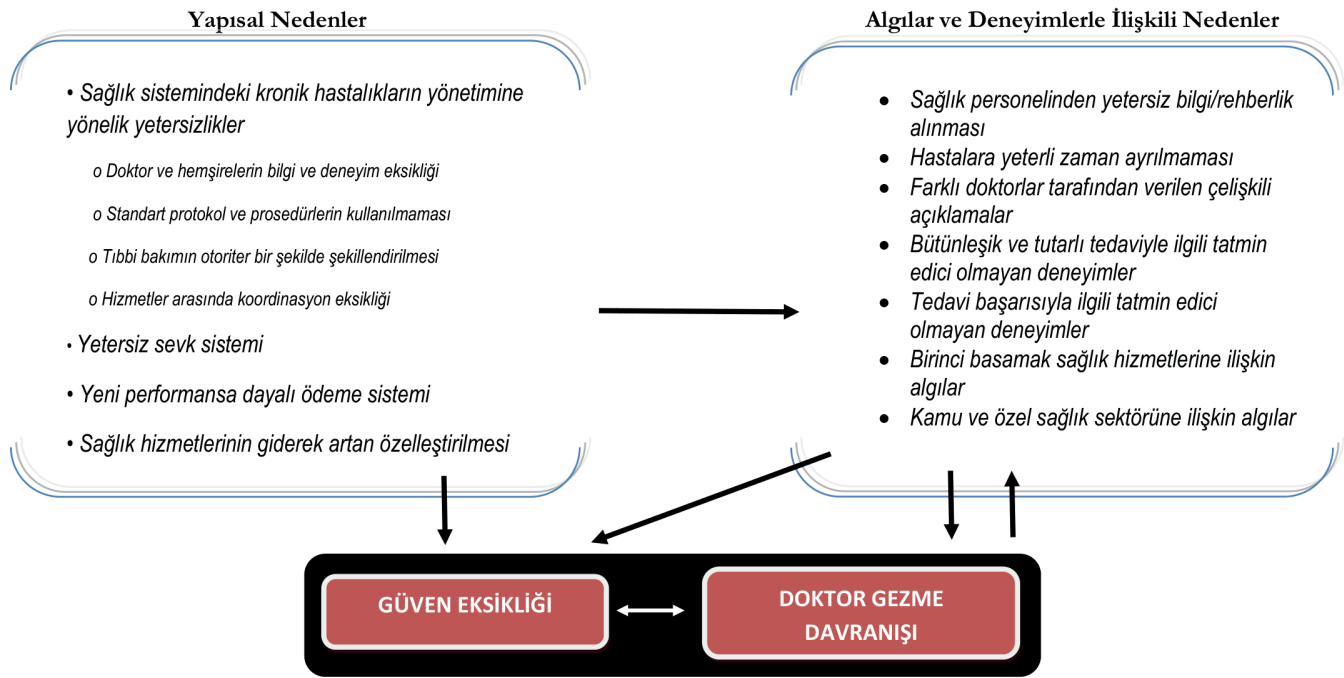 Yapısal Nedenler
• Sağlık sistemindeki kronik hastalıkların yönetimine
yönelik yetersizlikler
o Doktor ve hemşirelerin bilgi ve deneyim eksikliği
o Standart protokol ve prosedürlerin kullanılmaması
o Tıbbi bakımın otoriter bir şekilde şekillendirilmesi
o Hizmetler arasında koordinasyon eksikliği
• Yetersiz sevk sistemi
• Yeni performansa dayalı ödeme sistemi
• Sağlık hizmetlerinin giderek artan özelleştirilmesi
Algılar ve Deneyimlerle İlişkili Nedenler
• Sağlık personelinden yetersiz bilgi/rehberlik
alınması
• Hastalara yeterli zaman ayrılmaması
• Farklı doktorlar tarafından verilen çelişkili
açıklamalar
• Bütünleşik ve tutarlı tedaviyle ilgili tatmin
edici olmayan deneyimler
• Tedavi başarısıyla ilgili tatmin edici
olmayan deneyimler
• Birinci basamak sağlık hizmetlerine ilişkin
algılar
• Kamu ve özel sağlık sektörüne ilişkin algılar
GÜVEN EKSİKLİĞİ
DOKTOR GEZME
DAVRANIŞI